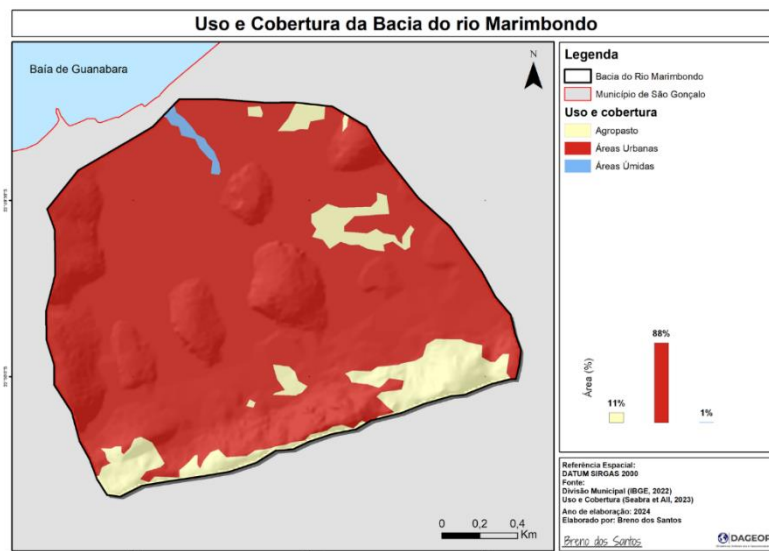 Uso e Cobertura da Bacia do rio Marimbondo
Baía de Guanabara
N
0
0,2
0,4
Km
Legenda
Bacia do Rio Marimbondo
Município de São Gonçalo
Uso e cobertura
Agropasto
Áreas Urbanas
Áreas Úmidas
Área (%)
11%
88%
1%
Referência Espacial:
DATUM SIRGAS 2000
Fonte:
Divisão Municipal (IBGE, 2022)
Uso e Cobertura (Seabra et All, 2023)
Ano de elaboração: 2024
Elaborado por: Breno dos Santos
Breno dos Santos
DAGEOP